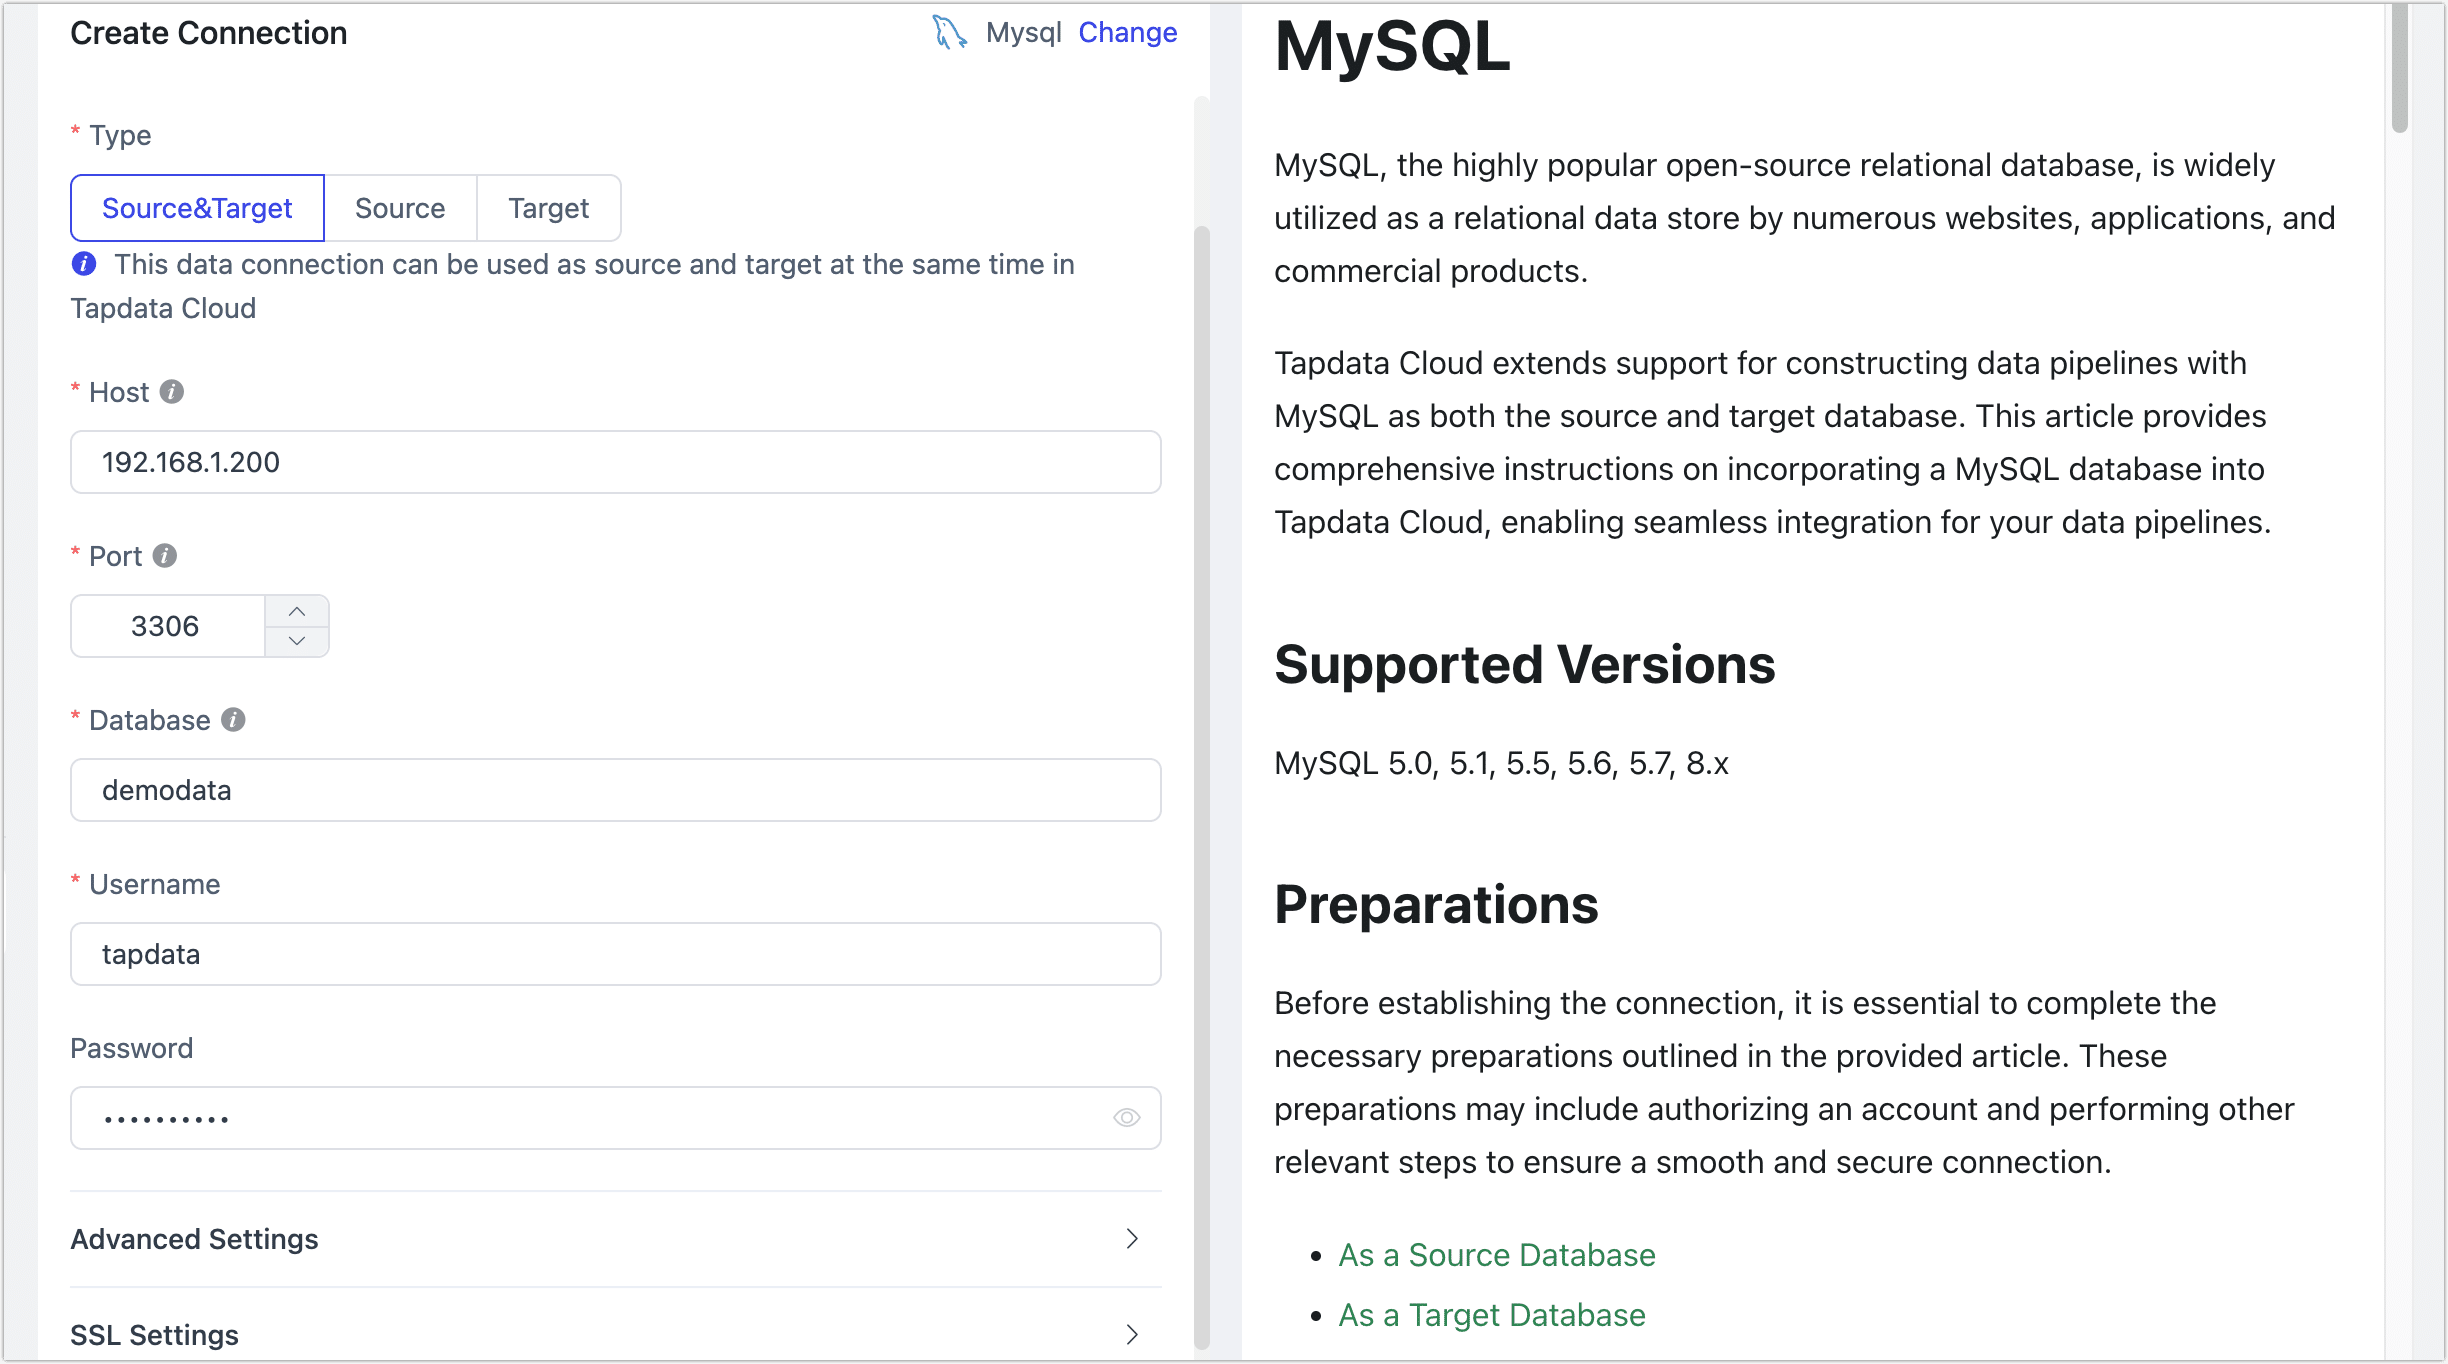 Create Connection
Mysql Change
* Type
Source&Target Source Target
This data connection can be used as source and target at the same time in
Tapdata Cloud
* Host
192.168.1.200
* Port
3306
* Database
demodata
* Username
tapdata
Password
••••••••••
Advanced Settings
SSL Settings
MySQL
MySQL, the highly popular open-source relational database, is widely
utilized as a relational data store by numerous websites, applications, and
commercial products.
Tapdata Cloud extends support for constructing data pipelines with
MySQL as both the source and target database. This article provides
comprehensive instructions on incorporating a MySQL database into
Tapdata Cloud, enabling seamless integration for your data pipelines.
Supported Versions
MySQL 5.0, 5.1, 5.5, 5.6, 5.7, 8.x
Preparations
Before establishing the connection, it is essential to complete the
necessary preparations outlined in the provided article. These
preparations may include authorizing an account and performing other
relevant steps to ensure a smooth and secure connection.
• As a Source Database
• As a Target Database